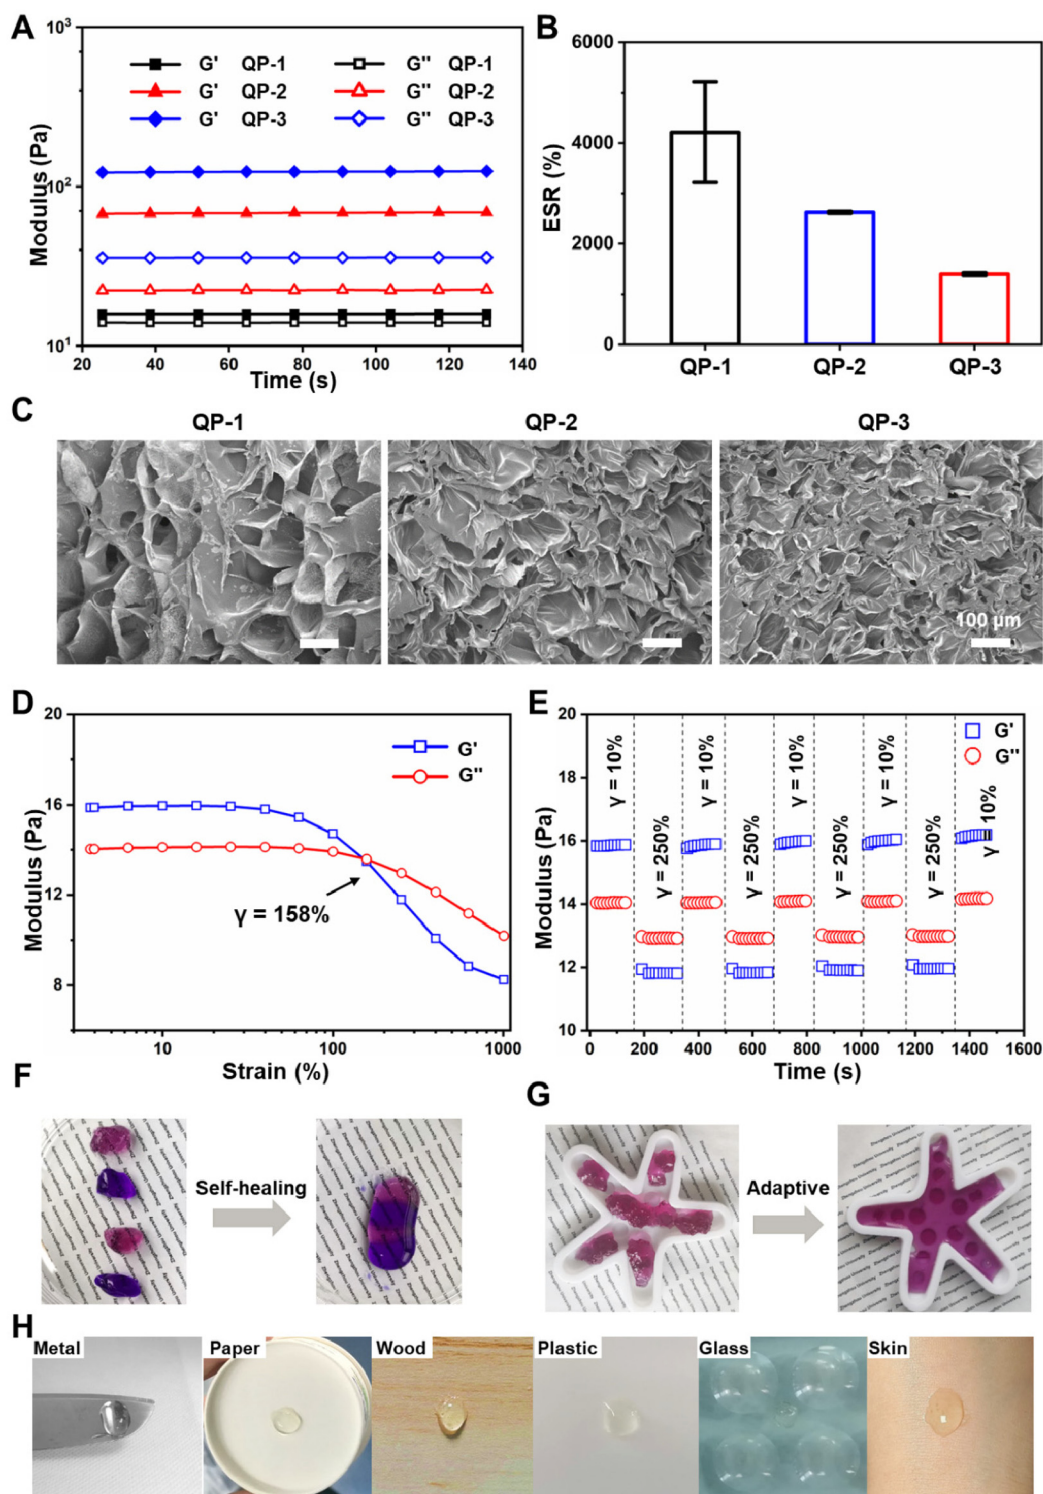 A
10³
G' QP-1 G'' QP-1
G' QP-2 G'' QP-2
G' QP-3 G'' QP-3
Modulus (Pa)
10²
10¹
20 40 60 80 100 120 140
Time (s)
B
6000
4000
2000
0
ESR (%)
QP-1 QP-2 QP-3
C
QP-1 QP-2 QP-3
100 µm
D
20
16
12
8
Modulus (Pa)
G'
G''
γ = 158%
10 100 1000
Strain (%)
E
20
18
16
14
12
10
Modulus (Pa)
G'
G''
γ = 10%
γ = 250%
γ = 10%
γ = 250%
γ = 10%
γ = 250%
γ = 10%
γ = 250%
γ = 10%
0 200 400 600 800 1000 1200 1400 1600
Time (s)
F
Self-healing
G
Adaptive
H
Metal Paper Wood Plastic Glass Skin